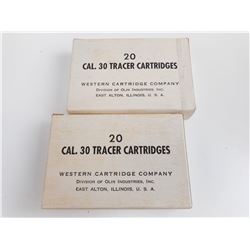 20
CAL. 30 TRACER CARTRIDGES
WESTERN CARTRIDGE COMPANY
DIVISION OF OLIN INDUSTRIES, INC.
EAST ALTON, ILLINOIS, U. S. A.
20
CAL. 30 TRACER CARTRIDGES
WESTERN CARTRIDGE COMPANY
DIVISION OF OLIN INDUSTRIES, INC.
EAST ALTON, ILLINOIS, U. S. A.